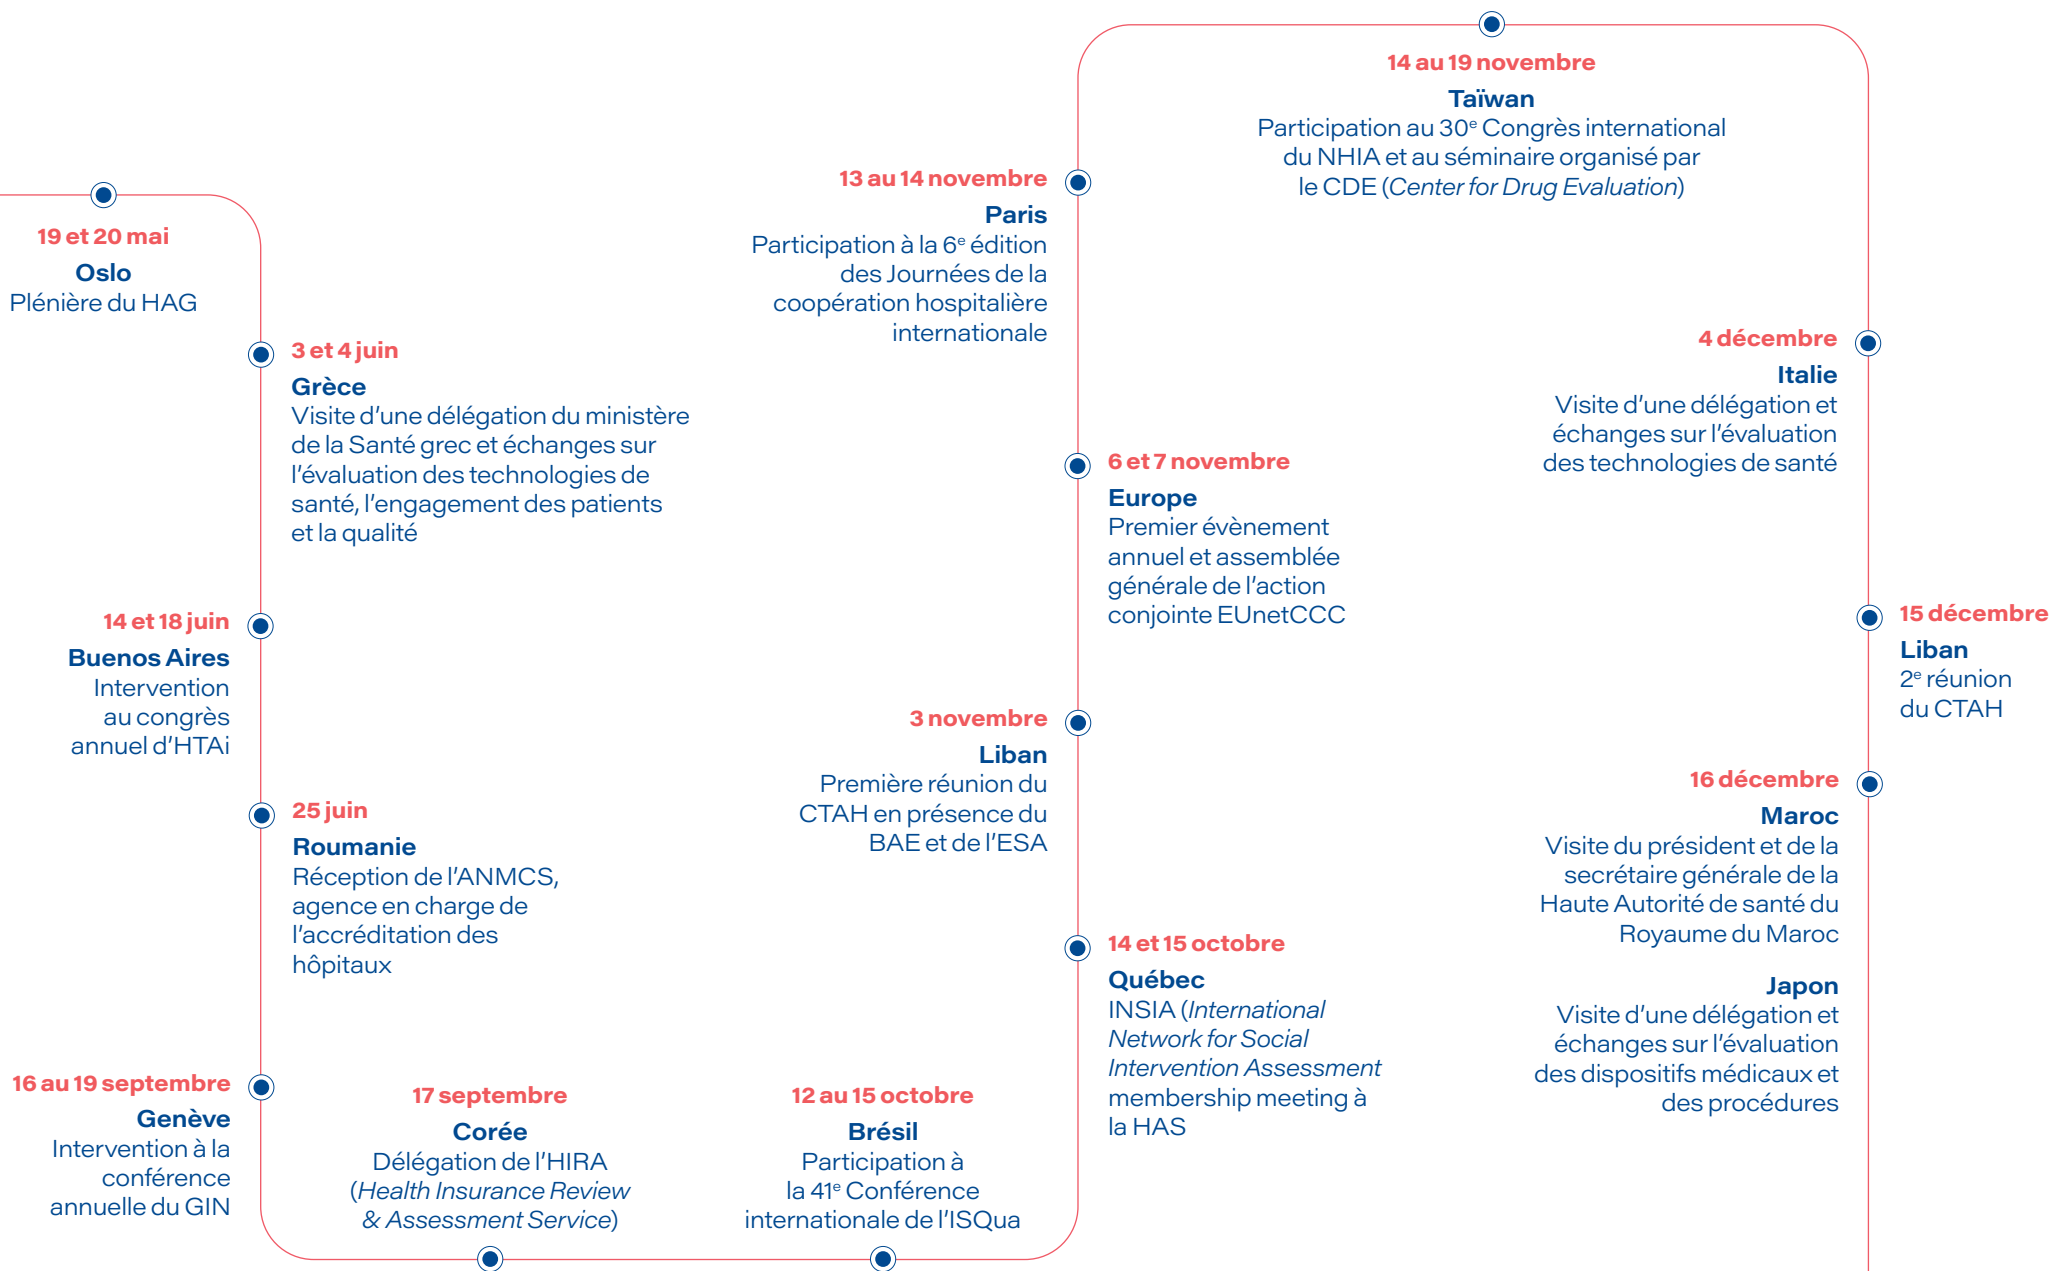 19 et 20 mai
Oslo
Plénière du HAG
3 et 4 juin
Grèce
Visite d’une délégation du ministère
de la Santé grec et échanges sur
l’évaluation des technologies de
santé, l’engagement des patients
et la qualité
14 et 18 juin
Buenos Aires
Intervention
au congrès
annuel d’HTAi
25 juin
Roumanie
Réception de l’ANMCS,
agence en charge de
l’accréditation des
hôpitaux
16 au 19 septembre
Genève
Intervention à la
conférence
annuelle du GIN
17 septembre
Corée
Délégation de l’HIRA
(Health Insurance Review
& Assessment Service)
12 au 15 octobre
Brésil
Participation à
la 41e Conférence
internationale de l’ISQua
14 et 15 octobre
Québec
INSIA (International
Network for Social
Intervention Assessment
membership meeting à
la HAS
3 novembre
Liban
Première réunion du
CTAH en présence du
BAE et de l’ESA
6 et 7 novembre
Europe
Premier évènement
annuel et assemblée
générale de l’action
conjointe EUnetCCC
13 au 14 novembre
Paris
Participation à la 6e édition
des Journées de la
coopération hospitalière
internationale
14 au 19 novembre
Taïwan
Participation au 30e Congrès international
du NHIA et au séminaire organisé par
le CDE (Center for Drug Evaluation)
4 décembre
Italie
Visite d’une délégation et
échanges sur l’évaluation
des technologies de santé
15 décembre
Liban
2e réunion
du CTAH
16 décembre
Maroc
Visite du président et de la
secrétaire générale de la
Haute Autorité de santé du
Royaume du Maroc
Japon
Visite d’une délégation et
échanges sur l’évaluation
des dispositifs médicaux et
des procédures